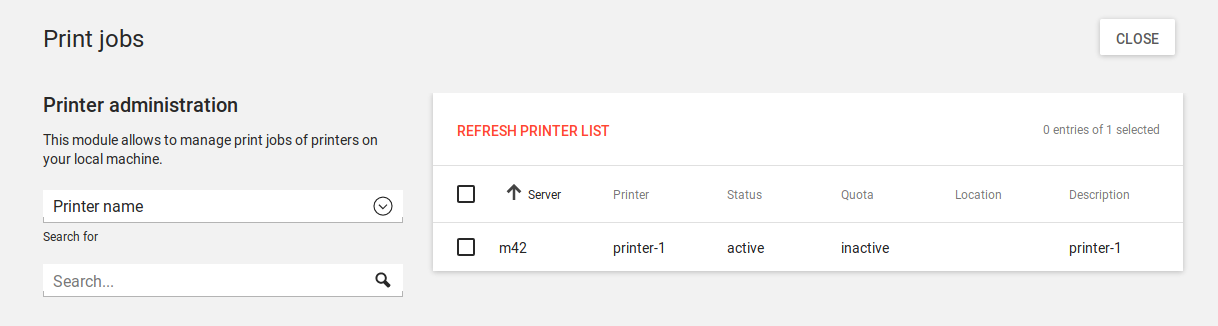 Print jobs
CLOSE
Printer administration
This module allows to manage print jobs of printers on
your local machine.
Printer name
Search for
Search...
REFRESH PRINTER LIST
0 entries of 1 selected
Server Printer Status Quota Location Description
m42 printer-1 active inactive printer-1